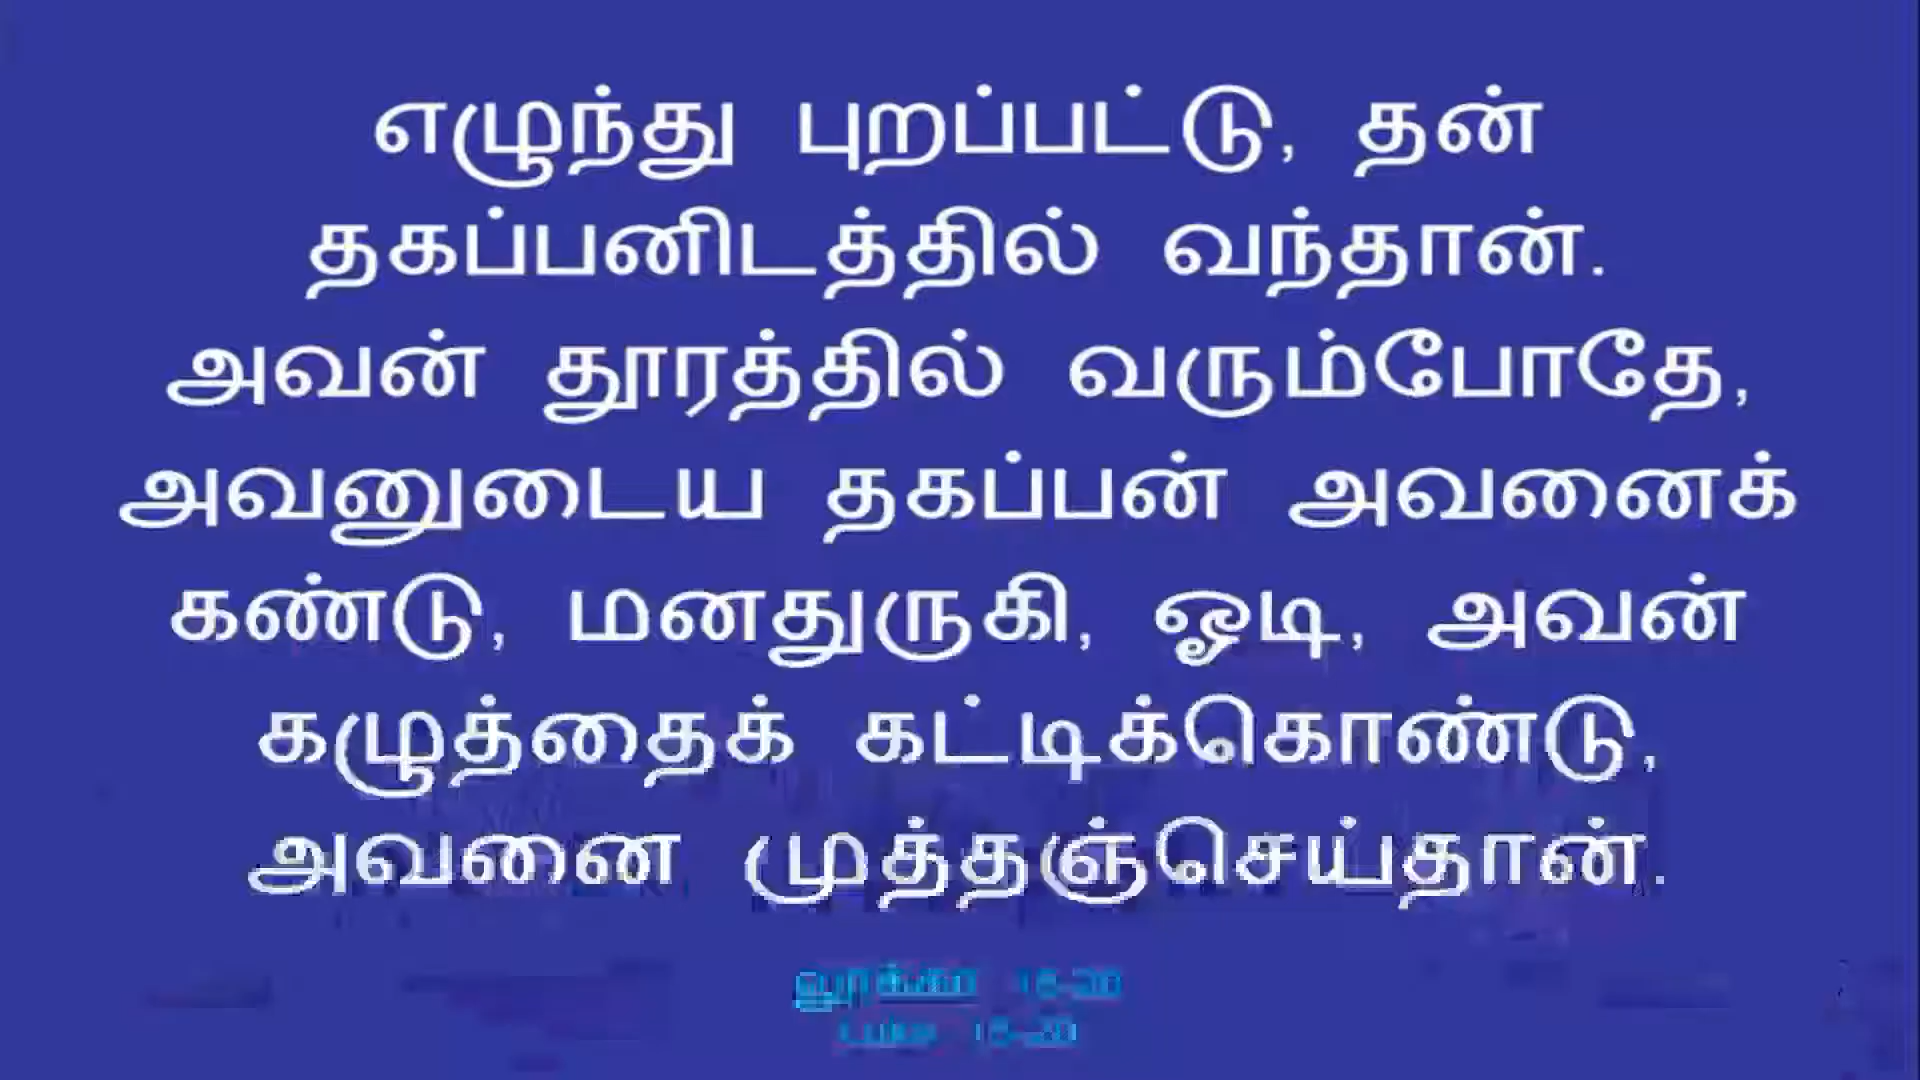 எழுந்து புறப்பட்டு, தன்
தகப்பனிடத்தில் வந்தான்.
அவன் தூரத்தில் வரும்போதே,
அவனுடைய தகப்பன் அவனைக்
கண்டு, மனதுருகி, ஓடி, அவன்
கழுத்தைக் கட்டிக்கொண்டு,
அவனை முத்தஞ்செய்தான்.
லூக்கா 15-20
Luke 15-20